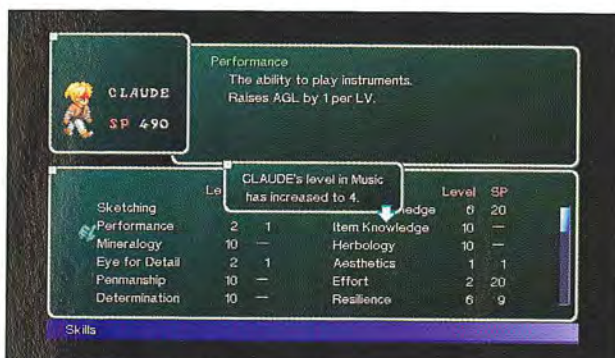 Performance
The ability to play instruments.
Raises AGL by 1 per LV.
CLAUDE
SP 490
CLAUDE's level in Music
has increased to 4.
Le
Level SP
Sketching
ledge 6 20
Performance 2 1
Item Knowledge 10 —
Mineralogy 10 —
Herbology 10 —
Eye for Detail 2 1
Aesthetics 1 1
Penmanship 10 —
Effort 2 20
Determination 10 —
Resilience 6 9
Skills